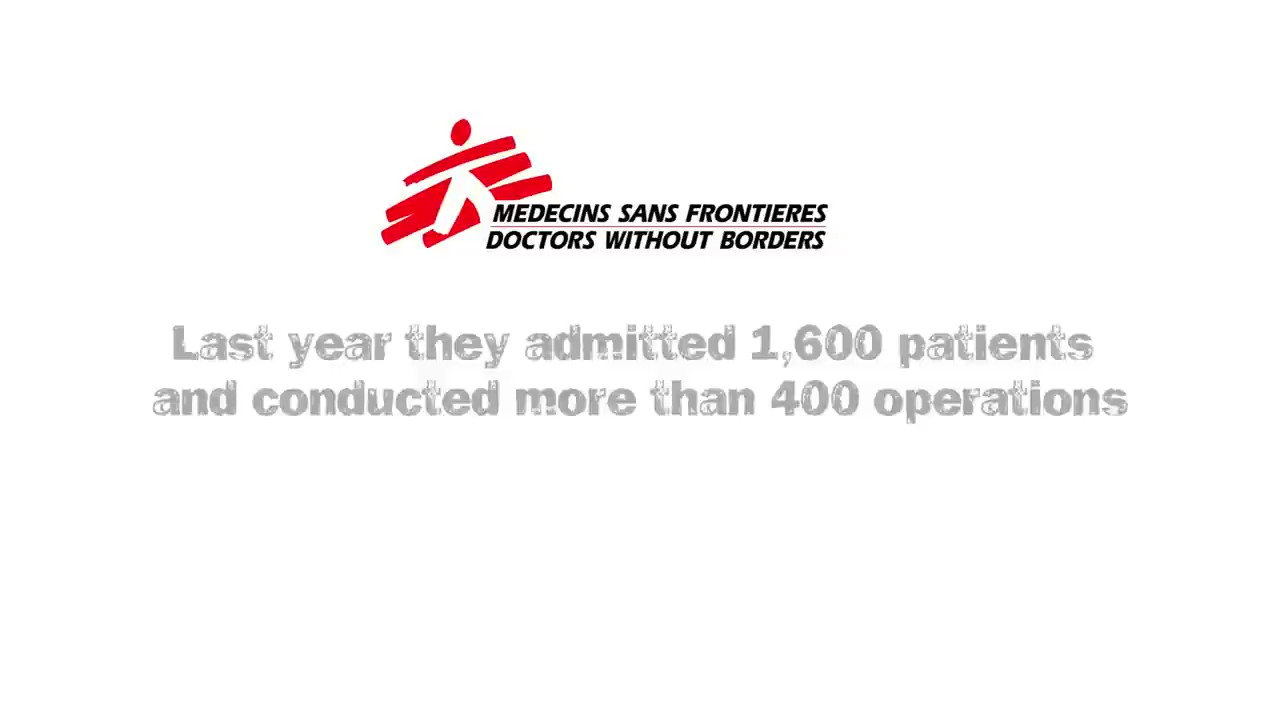 MEDECINS SANS FRONTIERES
DOCTORS WITHOUT BORDERS
Last year they admitted 1,600 patients
and conducted more than 400 operations